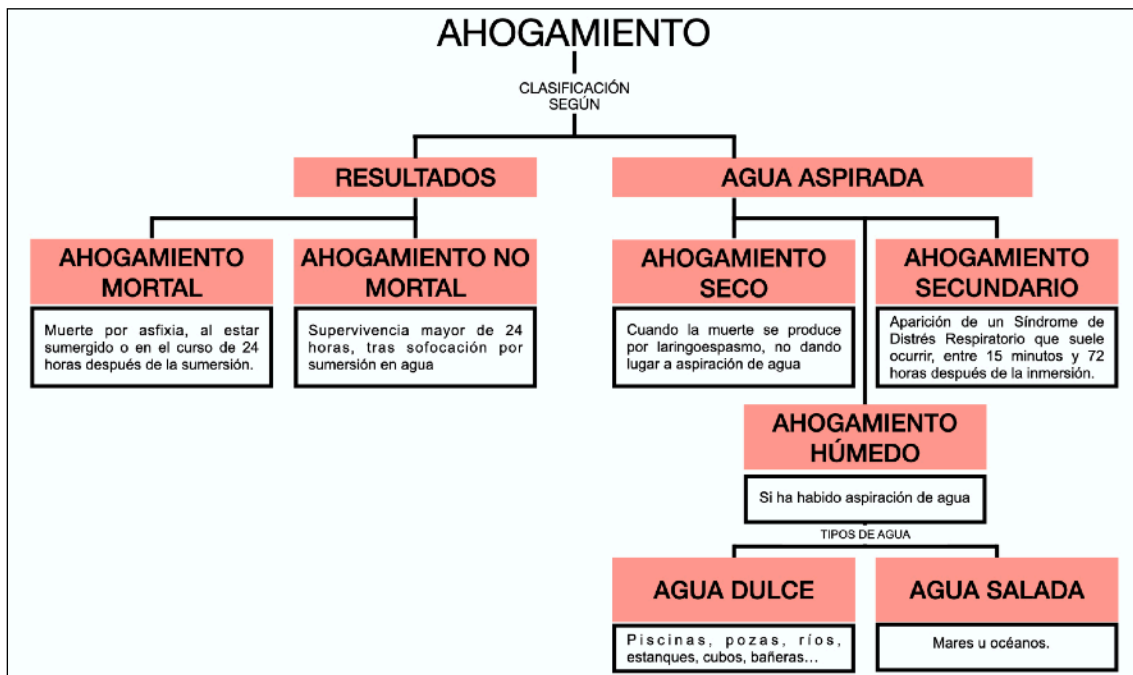 AHOGAMIENTO
CLASIFICACIÓN
SEGÚN
RESULTADOS
AGUA ASPIRADA
AHOGAMIENTO
MORTAL
Muerte por asfixia, al estar
sumergido o en el curso de 24
horas después de la sumersión.
AHOGAMIENTO NO
MORTAL
Supervivencia mayor de 24
horas, tras sofocación por
sumersión en agua
AHOGAMIENTO
SECO
Cuando la muerte se produce
por laringoespasmo, no dando
lugar a aspiración de agua
AHOGAMIENTO
SECUNDARIO
Aparición de un Síndrome de
Distrés Respiratorio que suele
ocurrir, entre 15 minutos y 72
horas después de la inmersión.
AHOGAMIENTO
HÚMEDO
Si ha habido aspiración de agua
TIPOS DE AGUA
AGUA DULCE
Piscinas, pozas, ríos,
estanques, cubos, bañeras...
AGUA SALADA
Mares u océanos.